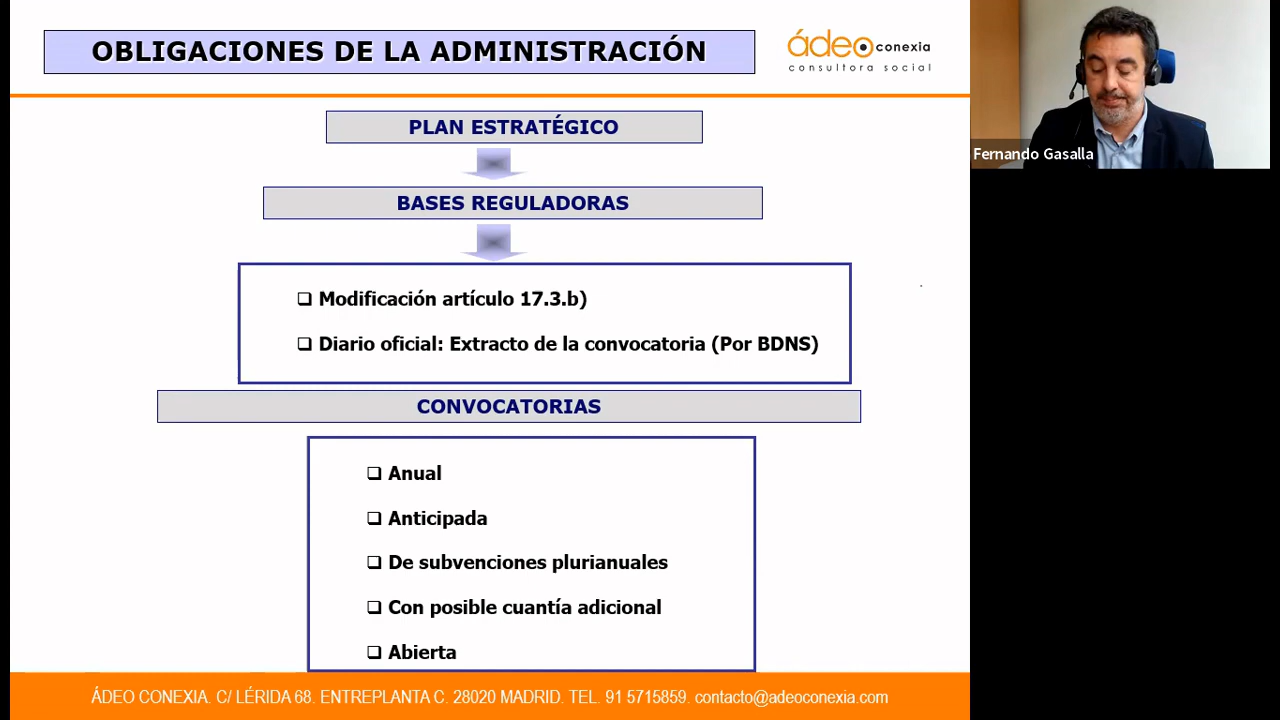 OBLIGACIONES DE LA ADMINISTRACIÓN
ádeo conexia
consultora social
PLAN ESTRATÉGICO
BASES REGULADORAS
Modificación artículo 17.3.b)
Diario oficial: Extracto de la convocatoria (Por BDNS)
CONVOCATORIAS
Anual
Anticipada
De subvenciones plurianuales
Con posible cuantía adicional
Abierta
ÁDEO CONEXIA. C/ LÉRIDA 68. ENTREPLANTA C. 28020 MADRID. TEL. 91 5715859. contacto@adeoconexia.com
Fernando Gasalla